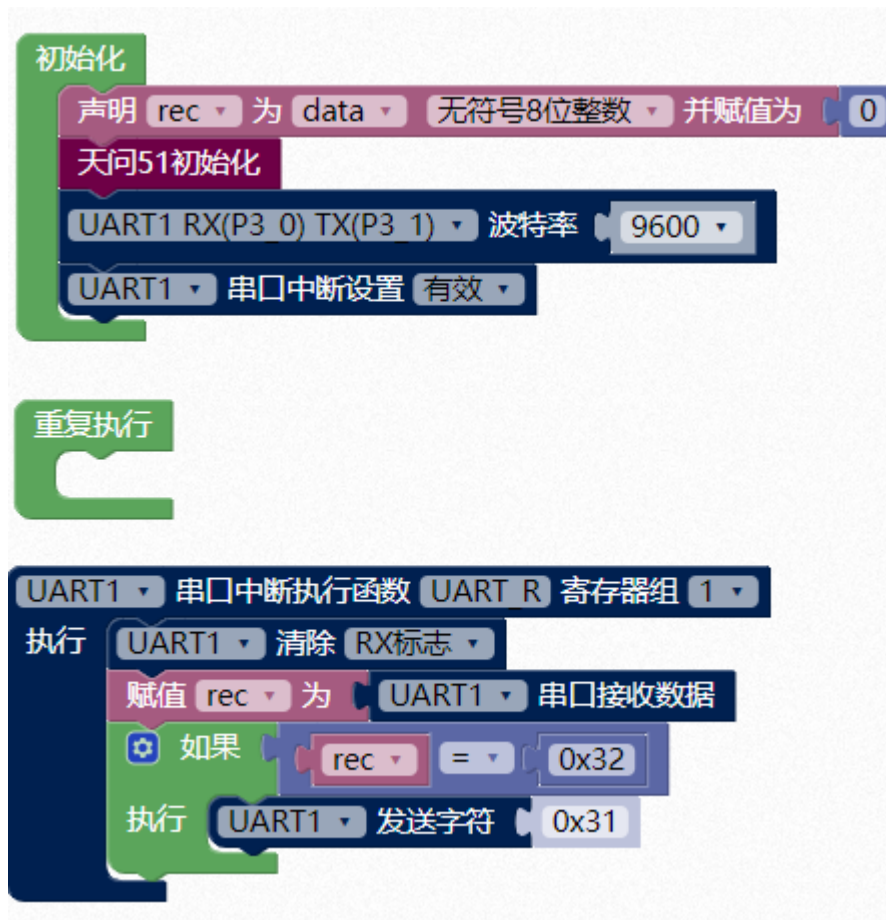 初始化
声明 rec 为 data 无符号8位整数 并赋值为 0
天问51初始化
UART1 RX(P3_0) TX(P3_1) 波特率 9600
UART1 串口中断设置 有效
重复执行
UART1 串口中断执行函数 UART_R 寄存器组 1
执行 UART1 清除 RX标志
赋值 rec 为 UART1 串口接收数据
如果 rec = 0x32
执行 UART1 发送字符 0x31